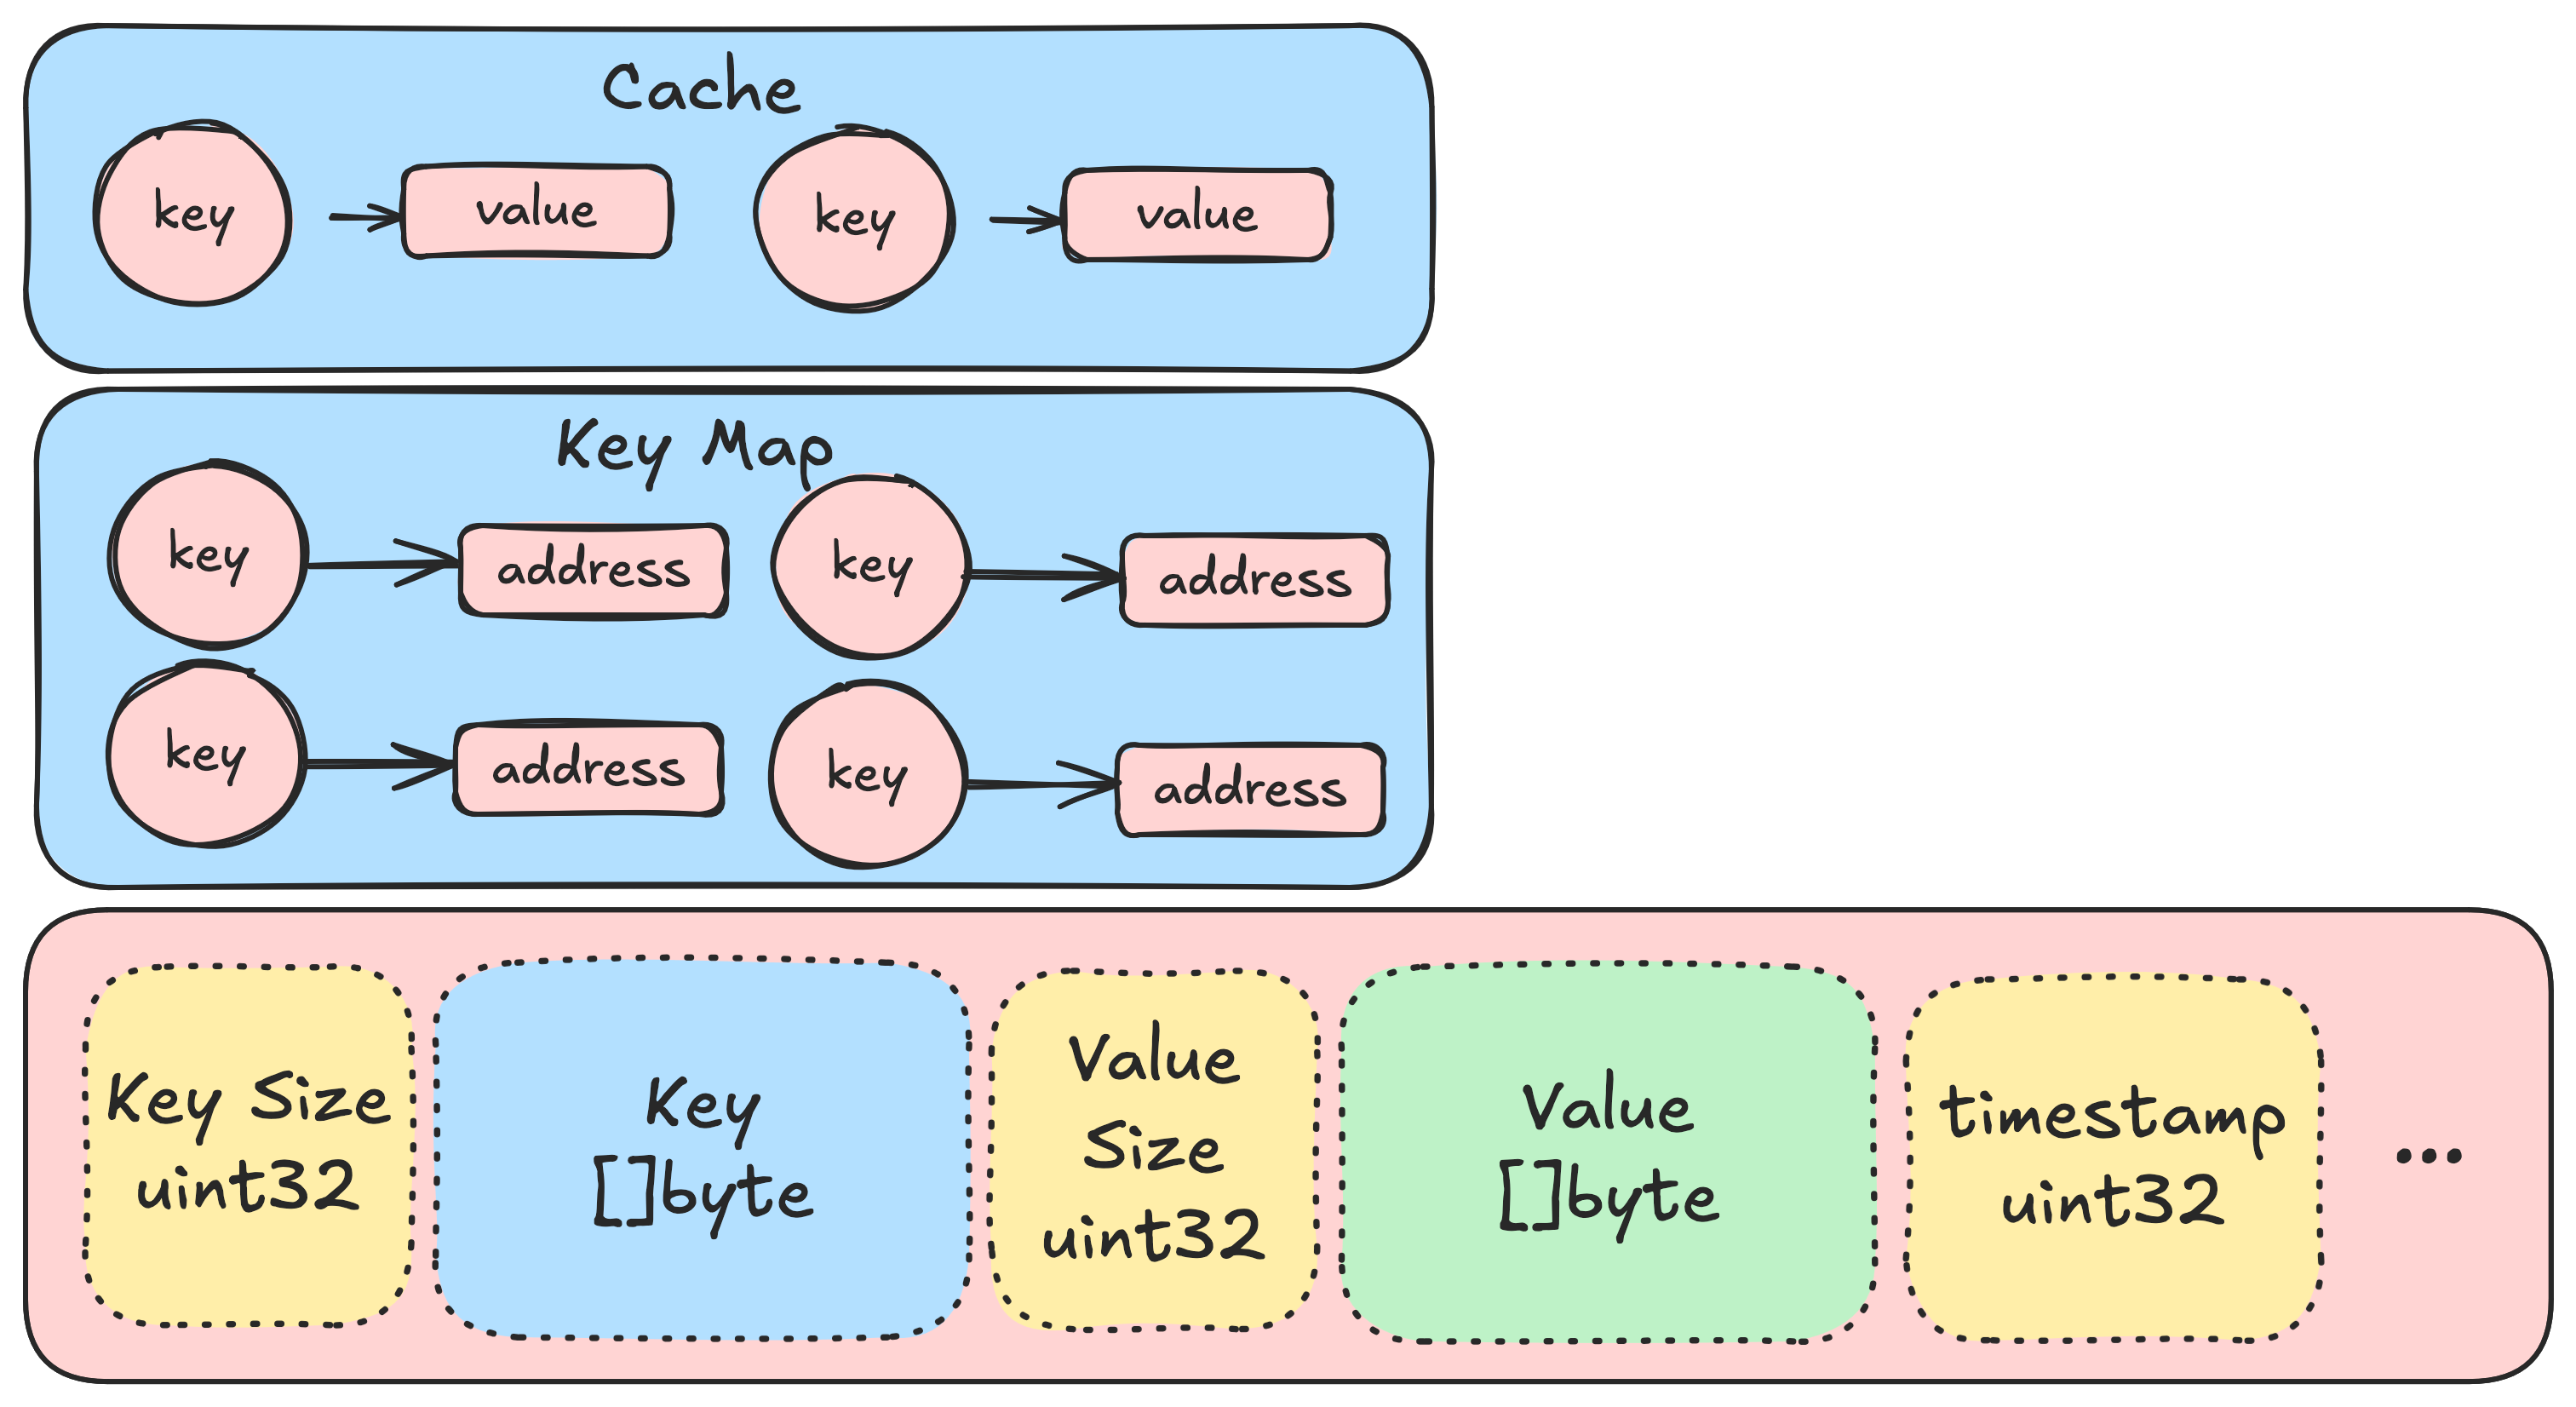 Cache
key
value
key
value
Key Map
key
address
key
address
key
address
key
address
Key Size
uint32
Key
[]byte
Value
Size
uint32
Value
[]byte
timestamp
uint32
...